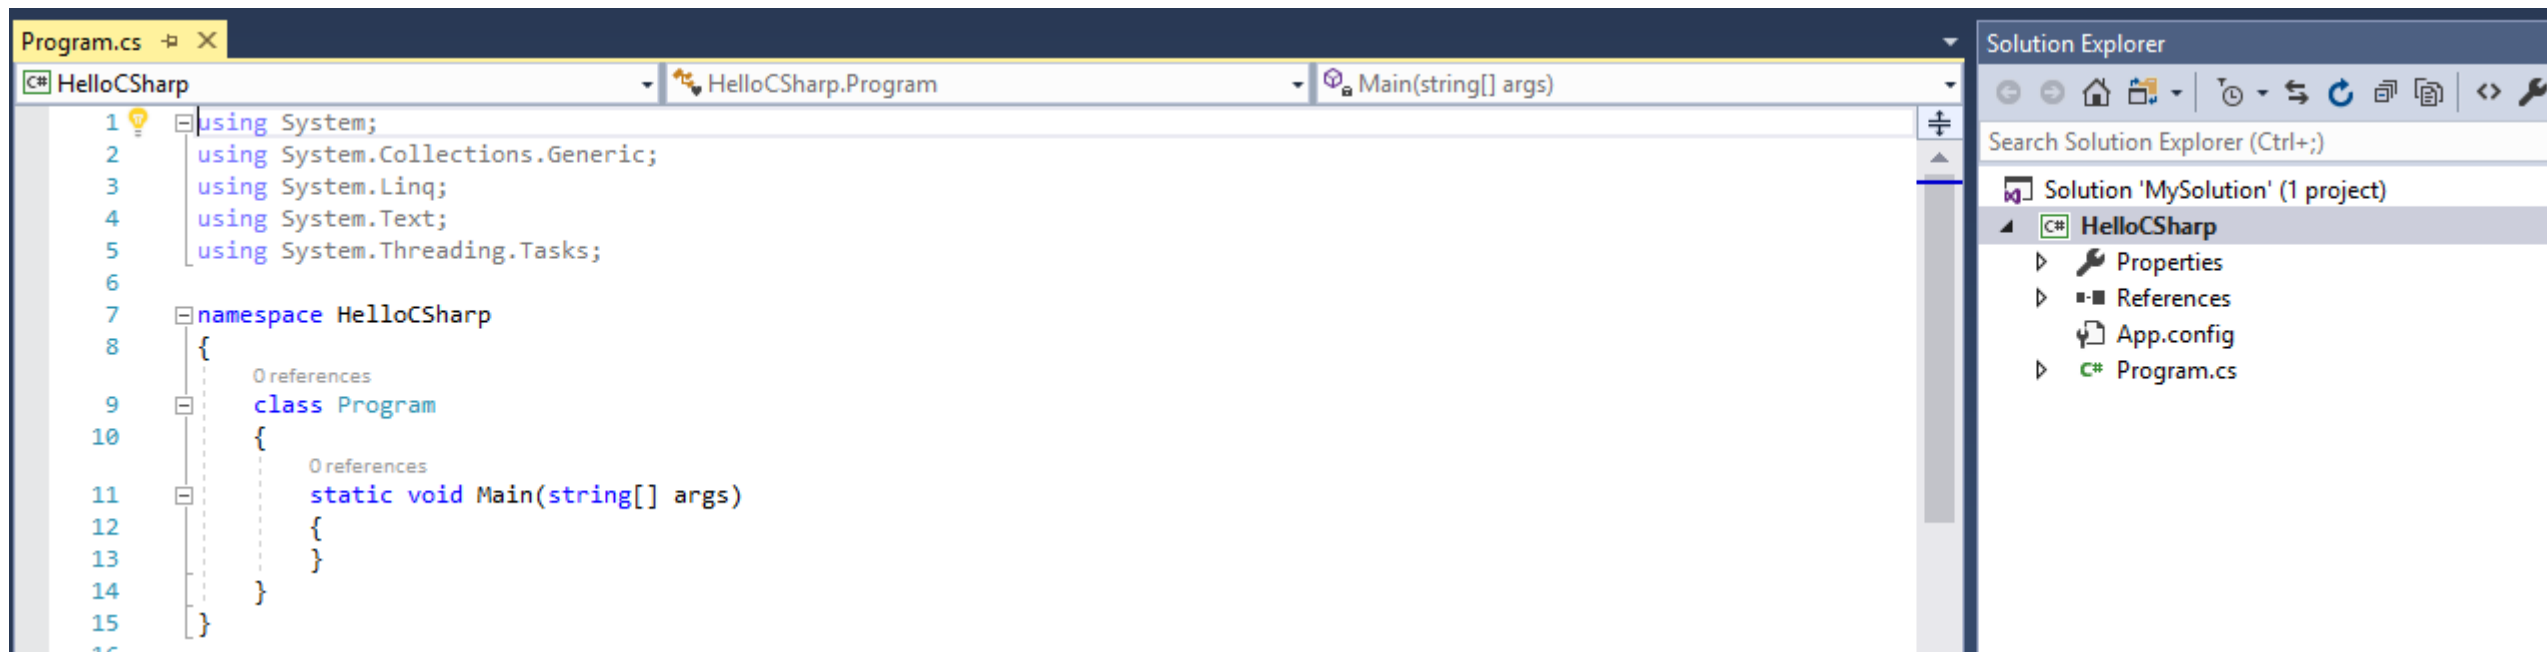 Program.cs
HelloCSharp
HelloCSharp.Program
Main(string[] args)
1 using System;
2 using System.Collections.Generic;
3 using System.Linq;
4 using System.Text;
5 using System.Threading.Tasks;
6
7 namespace HelloCSharp
8 {
0 references
9 class Program
10 {
0 references
11 static void Main(string[] args)
12 {
13 }
14 }
15 }
16
Solution Explorer
Search Solution Explorer (Ctrl+;)
Solution 'MySolution' (1 project)
C# HelloCSharp
Properties
References
App.config
C# Program.cs